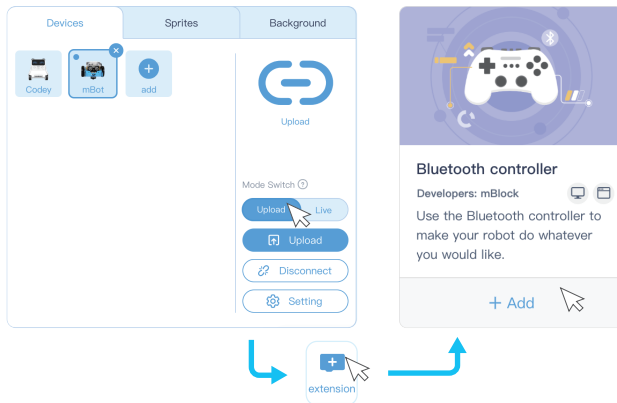 Devices
Sprites
Background
Codey
mBot
add
Upload
Mode Switch
Upload
Live
Upload
Disconnect
Setting
extension
Bluetooth controller
Developers: mBlock
Use the Bluetooth controller to
make your robot do whatever
you would like.
+ Add